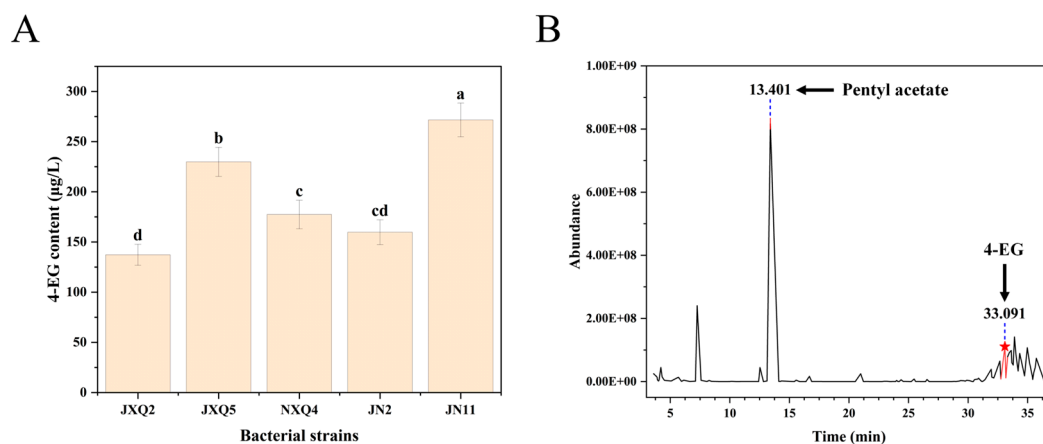 A
4-EG content (μg/L)
300
250
200
150
100
50
0
d
b
c
cd
a
JXQ2
JXQ5
NXQ4
JN2
JN11
Bacterial strains
B
Abundance
1.00E+09
8.00E+08
6.00E+08
4.00E+08
2.00E+08
0.00E+00
13.401
Pentyl acetate
4-EG
33.091
5
10
15
20
25
30
35
Time (min)